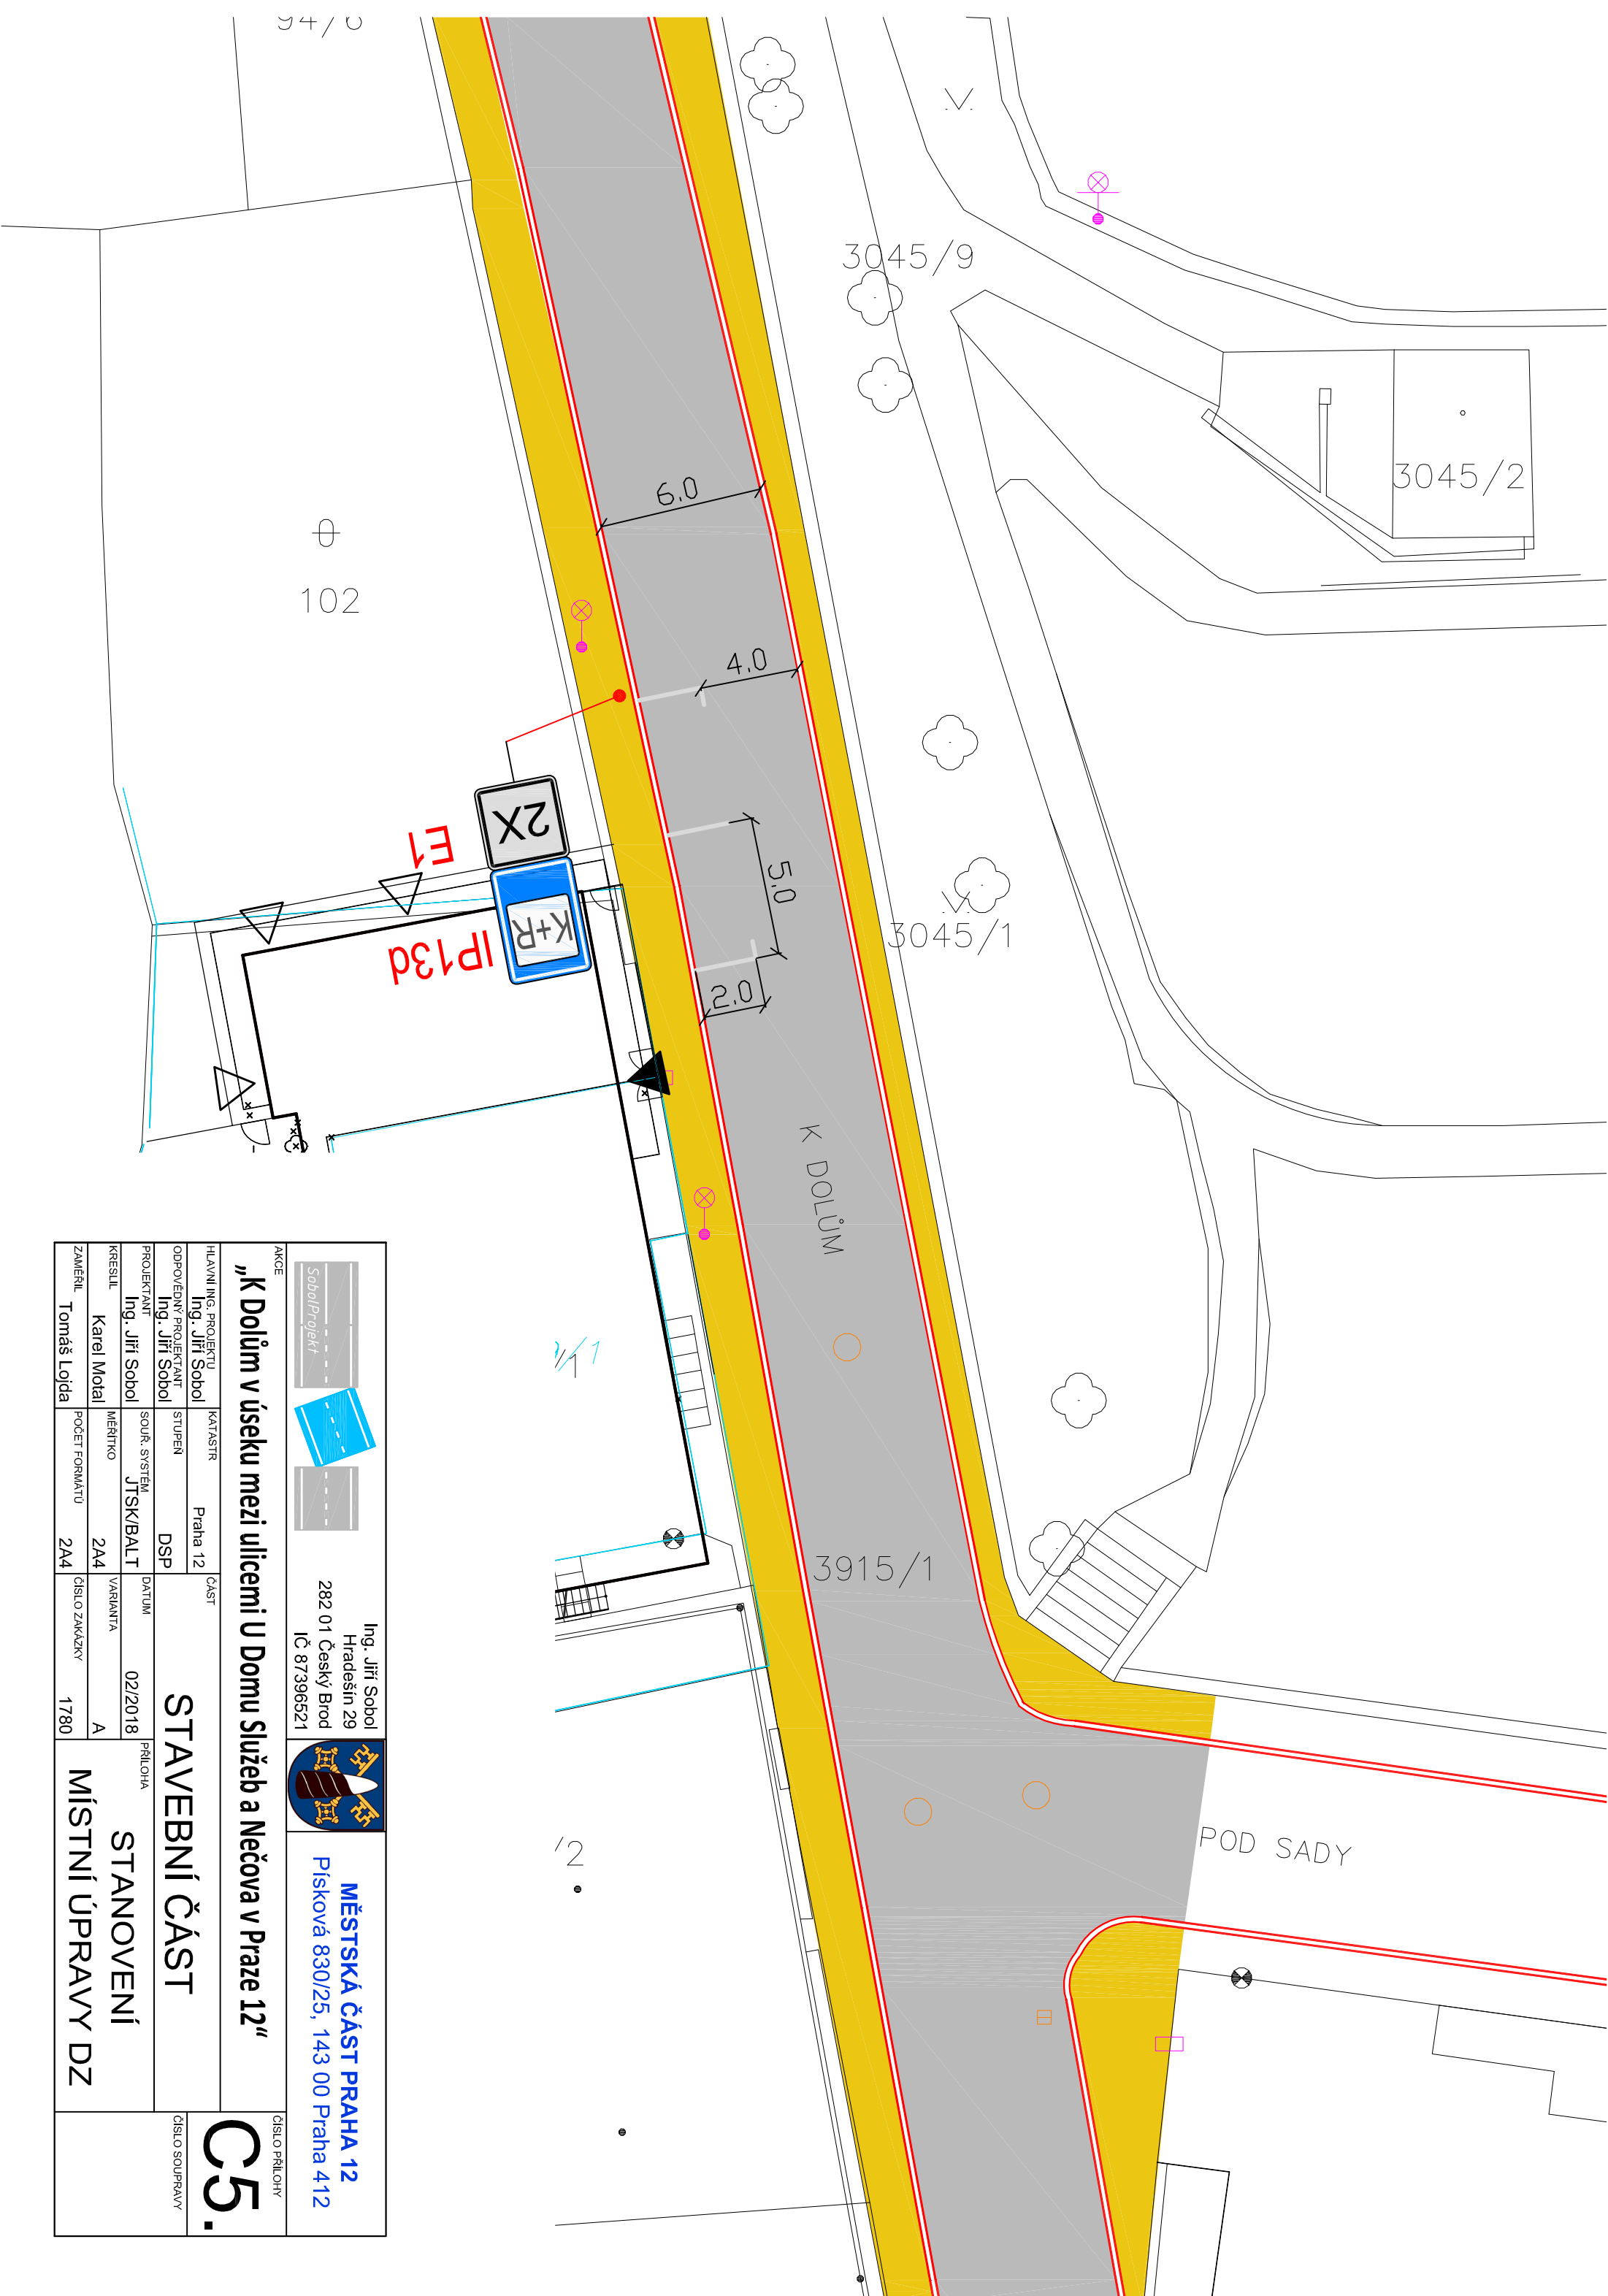 94/6
3045/9
3045/2
102
6.0
4.0
5.0
2.0
2X
E1
K+R
IP13d
3045/1
K DOLŮM
3915/1
POD SADY
/1
/1
/2
SobolProjekt
Ing. Jiří Sobol
Hradešín 29
282 01 Český Brod
IČ 87396521
MĚSTSKÁ ČÁST PRAHA 12
Písková 830/25, 143 00 Praha 412
AKCE
„K Dolům v úseku mezi ulicemi U Domu Služeb a Nečova v Praze 12“
ČÍSLO PŘÍLOHY
C5.
ČÍSLO SOUPRAVY
HLAVNÍ ING. PROJEKTU
Ing. Jiří Sobol
KATASTR
Praha 12
ČÁST
STAVEBNÍ ČÁST
ODPOVĚDNÝ PROJEKTANT
Ing. Jiří Sobol
STUPEŇ
DSP
PROJEKTANT
Ing. Jiří Sobol
SOUŘ. SYSTÉM
JTSK/BALT
DATUM
02/2018
PŘÍLOHA
STANOVENÍ
MÍSTNÍ ÚPRAVY DZ
KRESLIL
Karel Motal
MĚŘÍTKO
2A4
VARIANTA
A
ZAMĚŘIL
Tomáš Lojda
POČET FORMÁTŮ
2A4
ČÍSLO ZAKÁZKY
1780